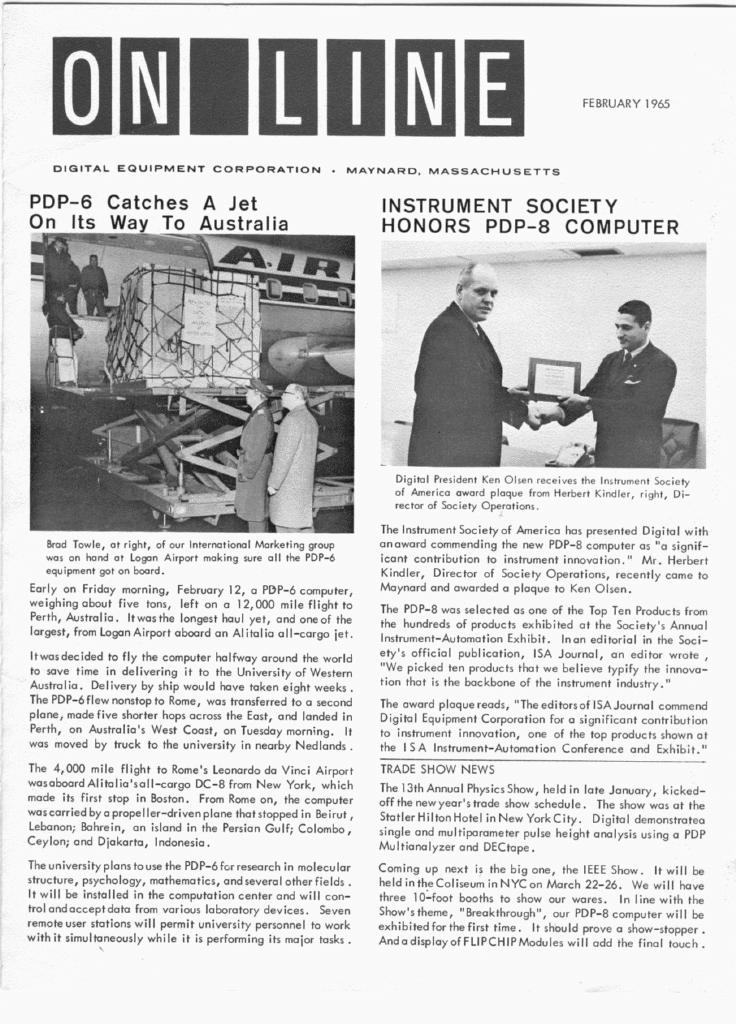 ON LINE
FEBRUARY 1965
DIGITAL EQUIPMENT CORPORATION • MAYNARD, MASSACHUSETTS
PDP-6 Catches A Jet
On Its Way To Australia
AIR
Brad Towle, at right, of our International Marketing group
was on hand at Logan Airport making sure all the PDP-6
equipment got on board.
Early on Friday morning, February 12, a PDP-6 computer,
weighing about five tons, left on a 12,000 mile flight to
Perth, Australia. It was the longest haul yet, and one of the
largest, from Logan Airport aboard an Alitalia all-cargo jet.
It was decided to fly the computer halfway around the world
to save time in delivering it to the University of Western
Australia. Delivery by ship would have taken eight weeks.
The PDP-6 flew nonstop to Rome, was transferred to a second
plane, made five shorter hops across the East, and landed in
Perth, on Australia's West Coast, on Tuesday morning. It
was moved by truck to the university in nearby Nedlands.
The 4,000 mile flight to Rome's Leonardo da Vinci Airport
was aboard Alitalia's all-cargo DC-8 from New York, which
made its first stop in Boston. From Rome on, the computer
was carried by a propeller-driven plane that stopped in Beirut,
Lebanon; Bahrein, an island in the Persian Gulf; Colombo,
Ceylon; and Djakarta, Indonesia.
The university plans to use the PDP-6 for research in molecular
structure, psychology, mathematics, and several other fields.
It will be installed in the computation center and will con-
trol and accept data from various laboratory devices. Seven
remote user stations will permit university personnel to work
with it simultaneously while it is performing its major tasks.
INSTRUMENT SOCIETY
HONORS PDP-8 COMPUTER
Digital President Ken Olsen receives the Instrument Society
of America award plaque from Herbert Kindler, right, Di-
rector of Society Operations.
The Instrument Society of America has presented Digital with
an award commending the new PDP-8 computer as "a signif-
icant contribution to instrument innovation." Mr. Herbert
Kindler, Director of Society Operations, recently came to
Maynard and awarded a plaque to Ken Olsen.
The PDP-8 was selected as one of the Top Ten Products from
the hundreds of products exhibited at the Society's Annual
Instrument-Automation Exhibit. In an editorial in the Soci-
ety's official publication, ISA Journal, an editor wrote,
"We picked ten products that we believe typify the innova-
tion that is the backbone of the instrument industry."
The award plaque reads, "The editors of ISA Journal commend
Digital Equipment Corporation for a significant contribution
to instrument innovation, one of the top products shown at
the ISA Instrument-Automation Conference and Exhibit."
TRADE SHOW NEWS
The 13th Annual Physics Show, held in late January, kicked-
off the new year's trade show schedule. The show was at the
Statler Hilton Hotel in New York City. Digital demonstrated
single and multiparameter pulse height analysis using a PDP
Multianalyzer and DECtape.
Coming up next is the big one, the IEEE Show. It will be
held in the Coliseum in NYC on March 22-26. We will have
three 10-foot booths to show our wares. In line with the
Show's theme, "Breakthrough", our PDP-8 computer will be
exhibited for the first time. It should prove a show-stopper.
And a display of FLIP CHIP Modules will add the final touch.